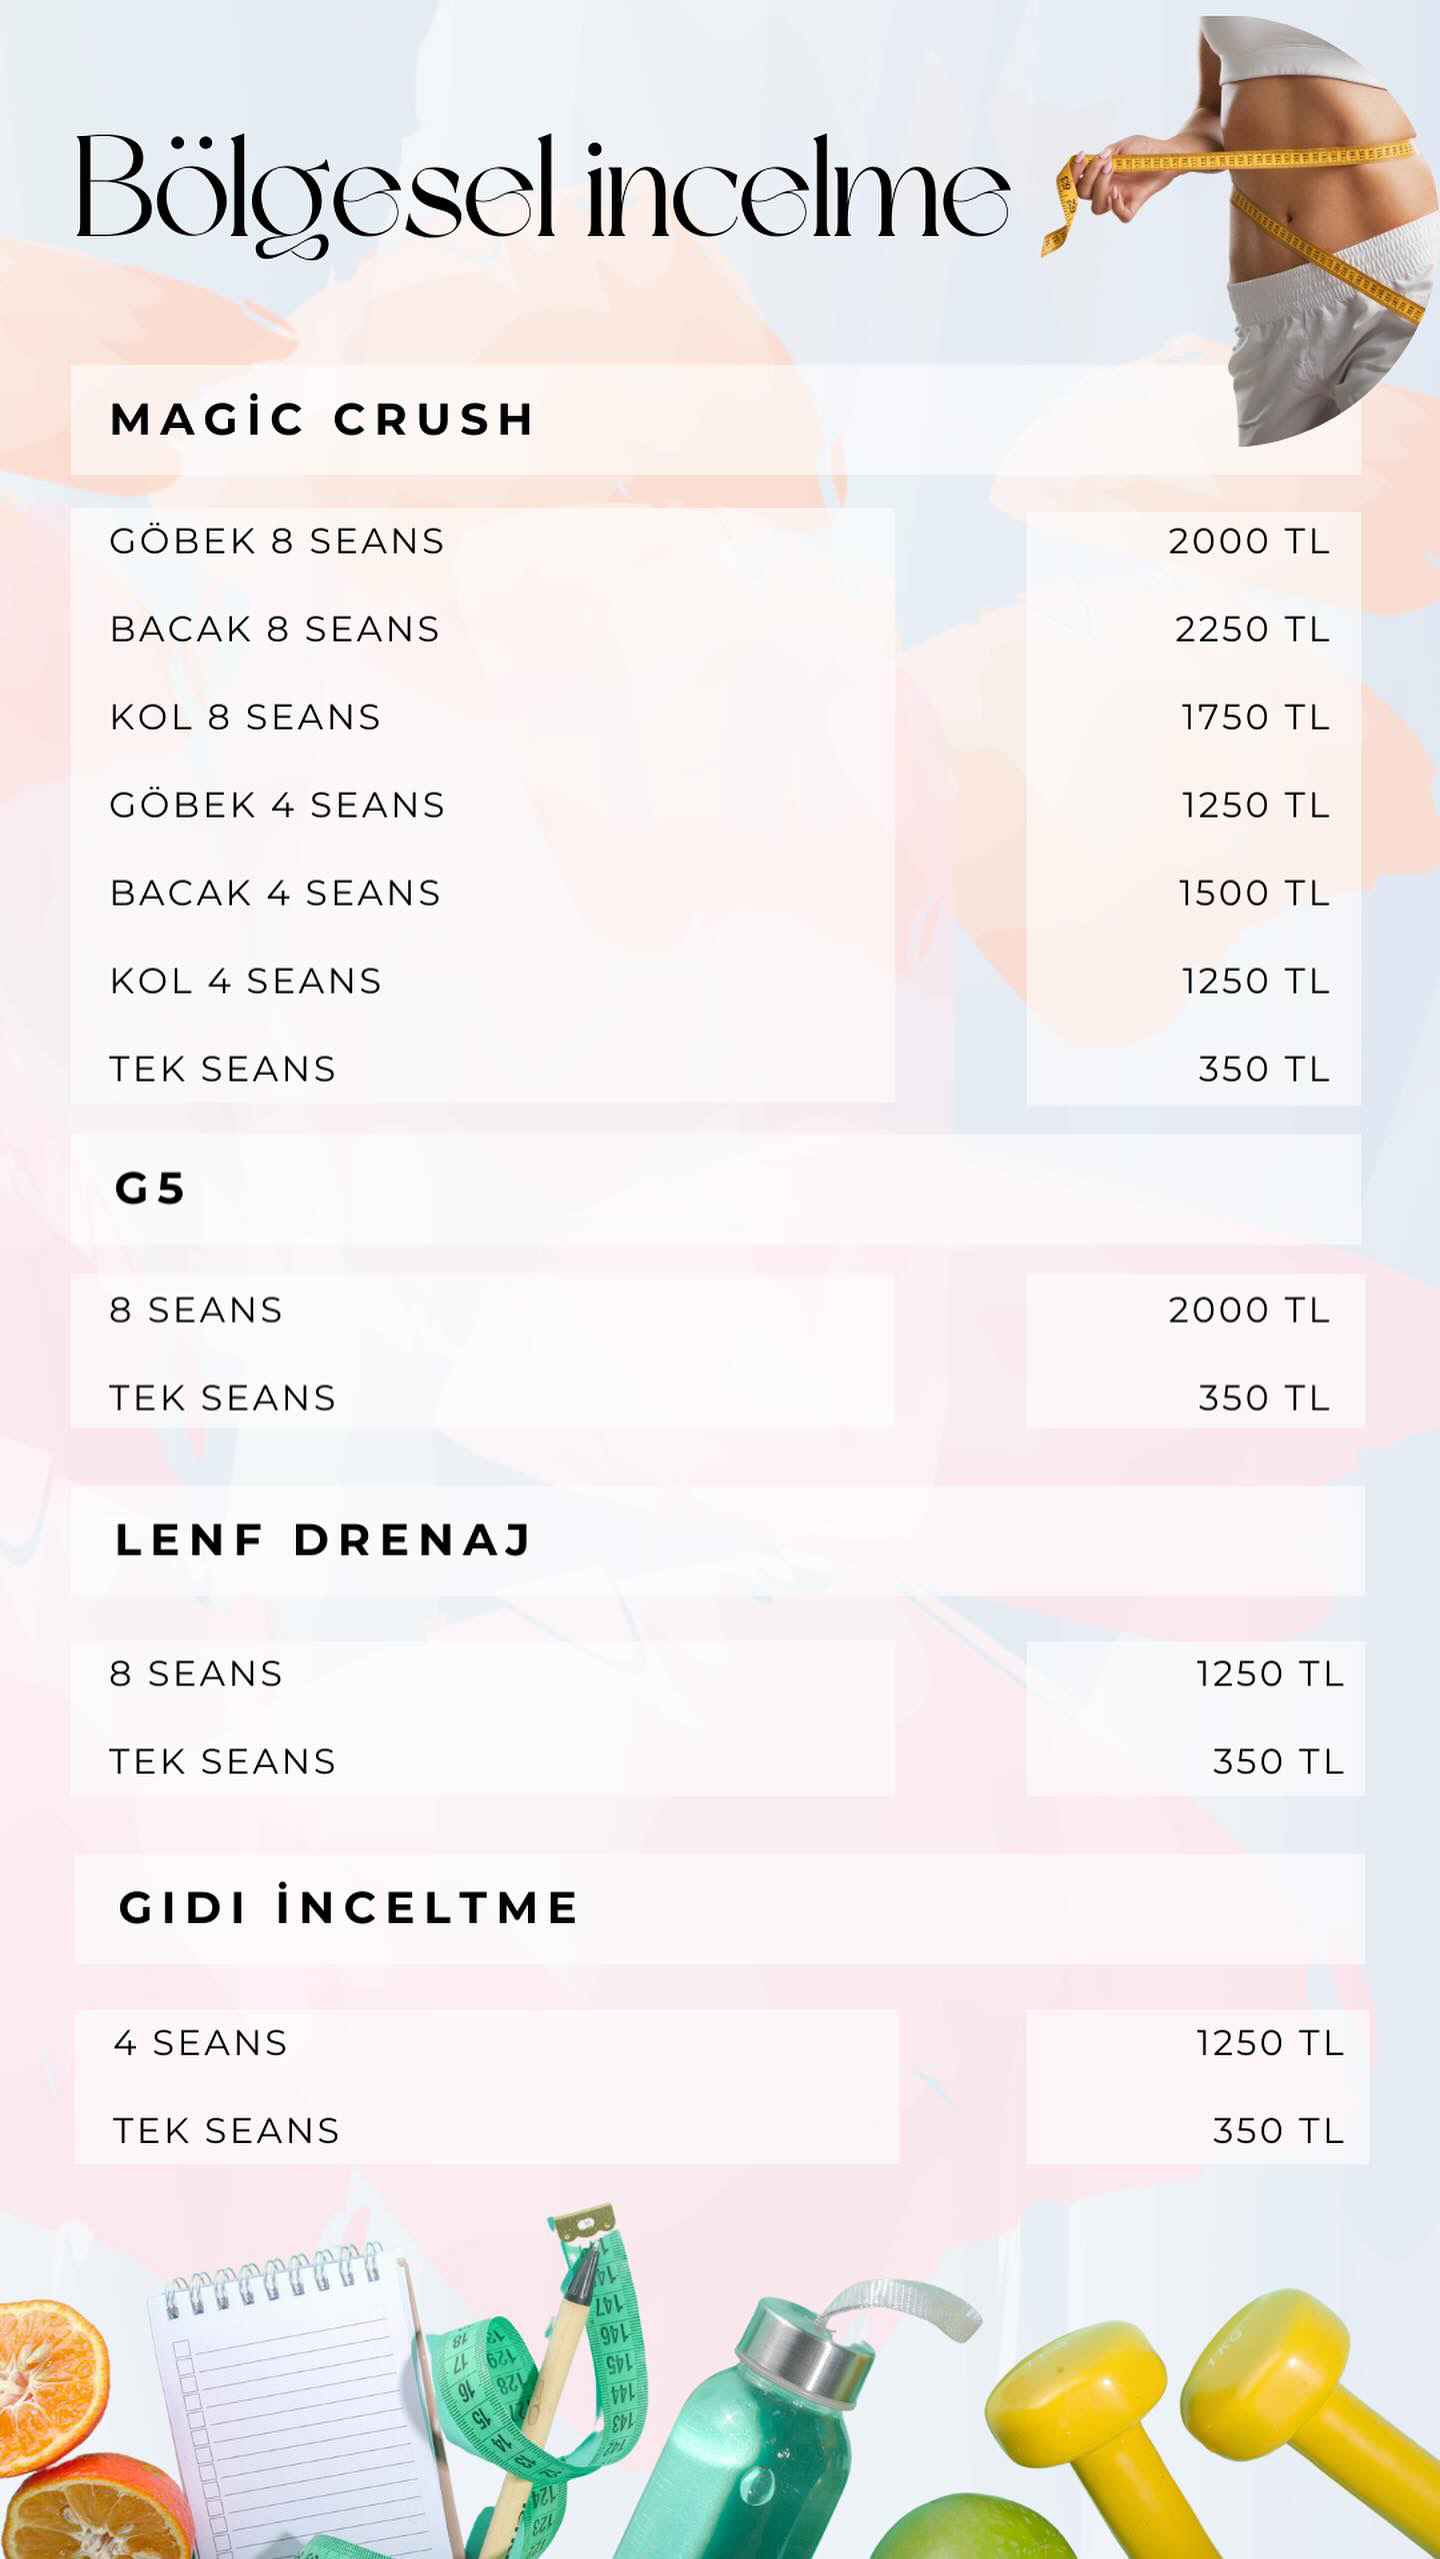 Bölgesel incelme
MAGİC CRUSH
GÖBEK 8 SEANS 2000 TL
BACAK 8 SEANS 2250 TL
KOL 8 SEANS 1750 TL
GÖBEK 4 SEANS 1250 TL
BACAK 4 SEANS 1500 TL
KOL 4 SEANS 1250 TL
TEK SEANS 350 TL
G5
8 SEANS 2000 TL
TEK SEANS 350 TL
LENF DRENAJ
8 SEANS 1250 TL
TEK SEANS 350 TL
GIDI İNCELTME
4 SEANS 1250 TL
TEK SEANS 350 TL